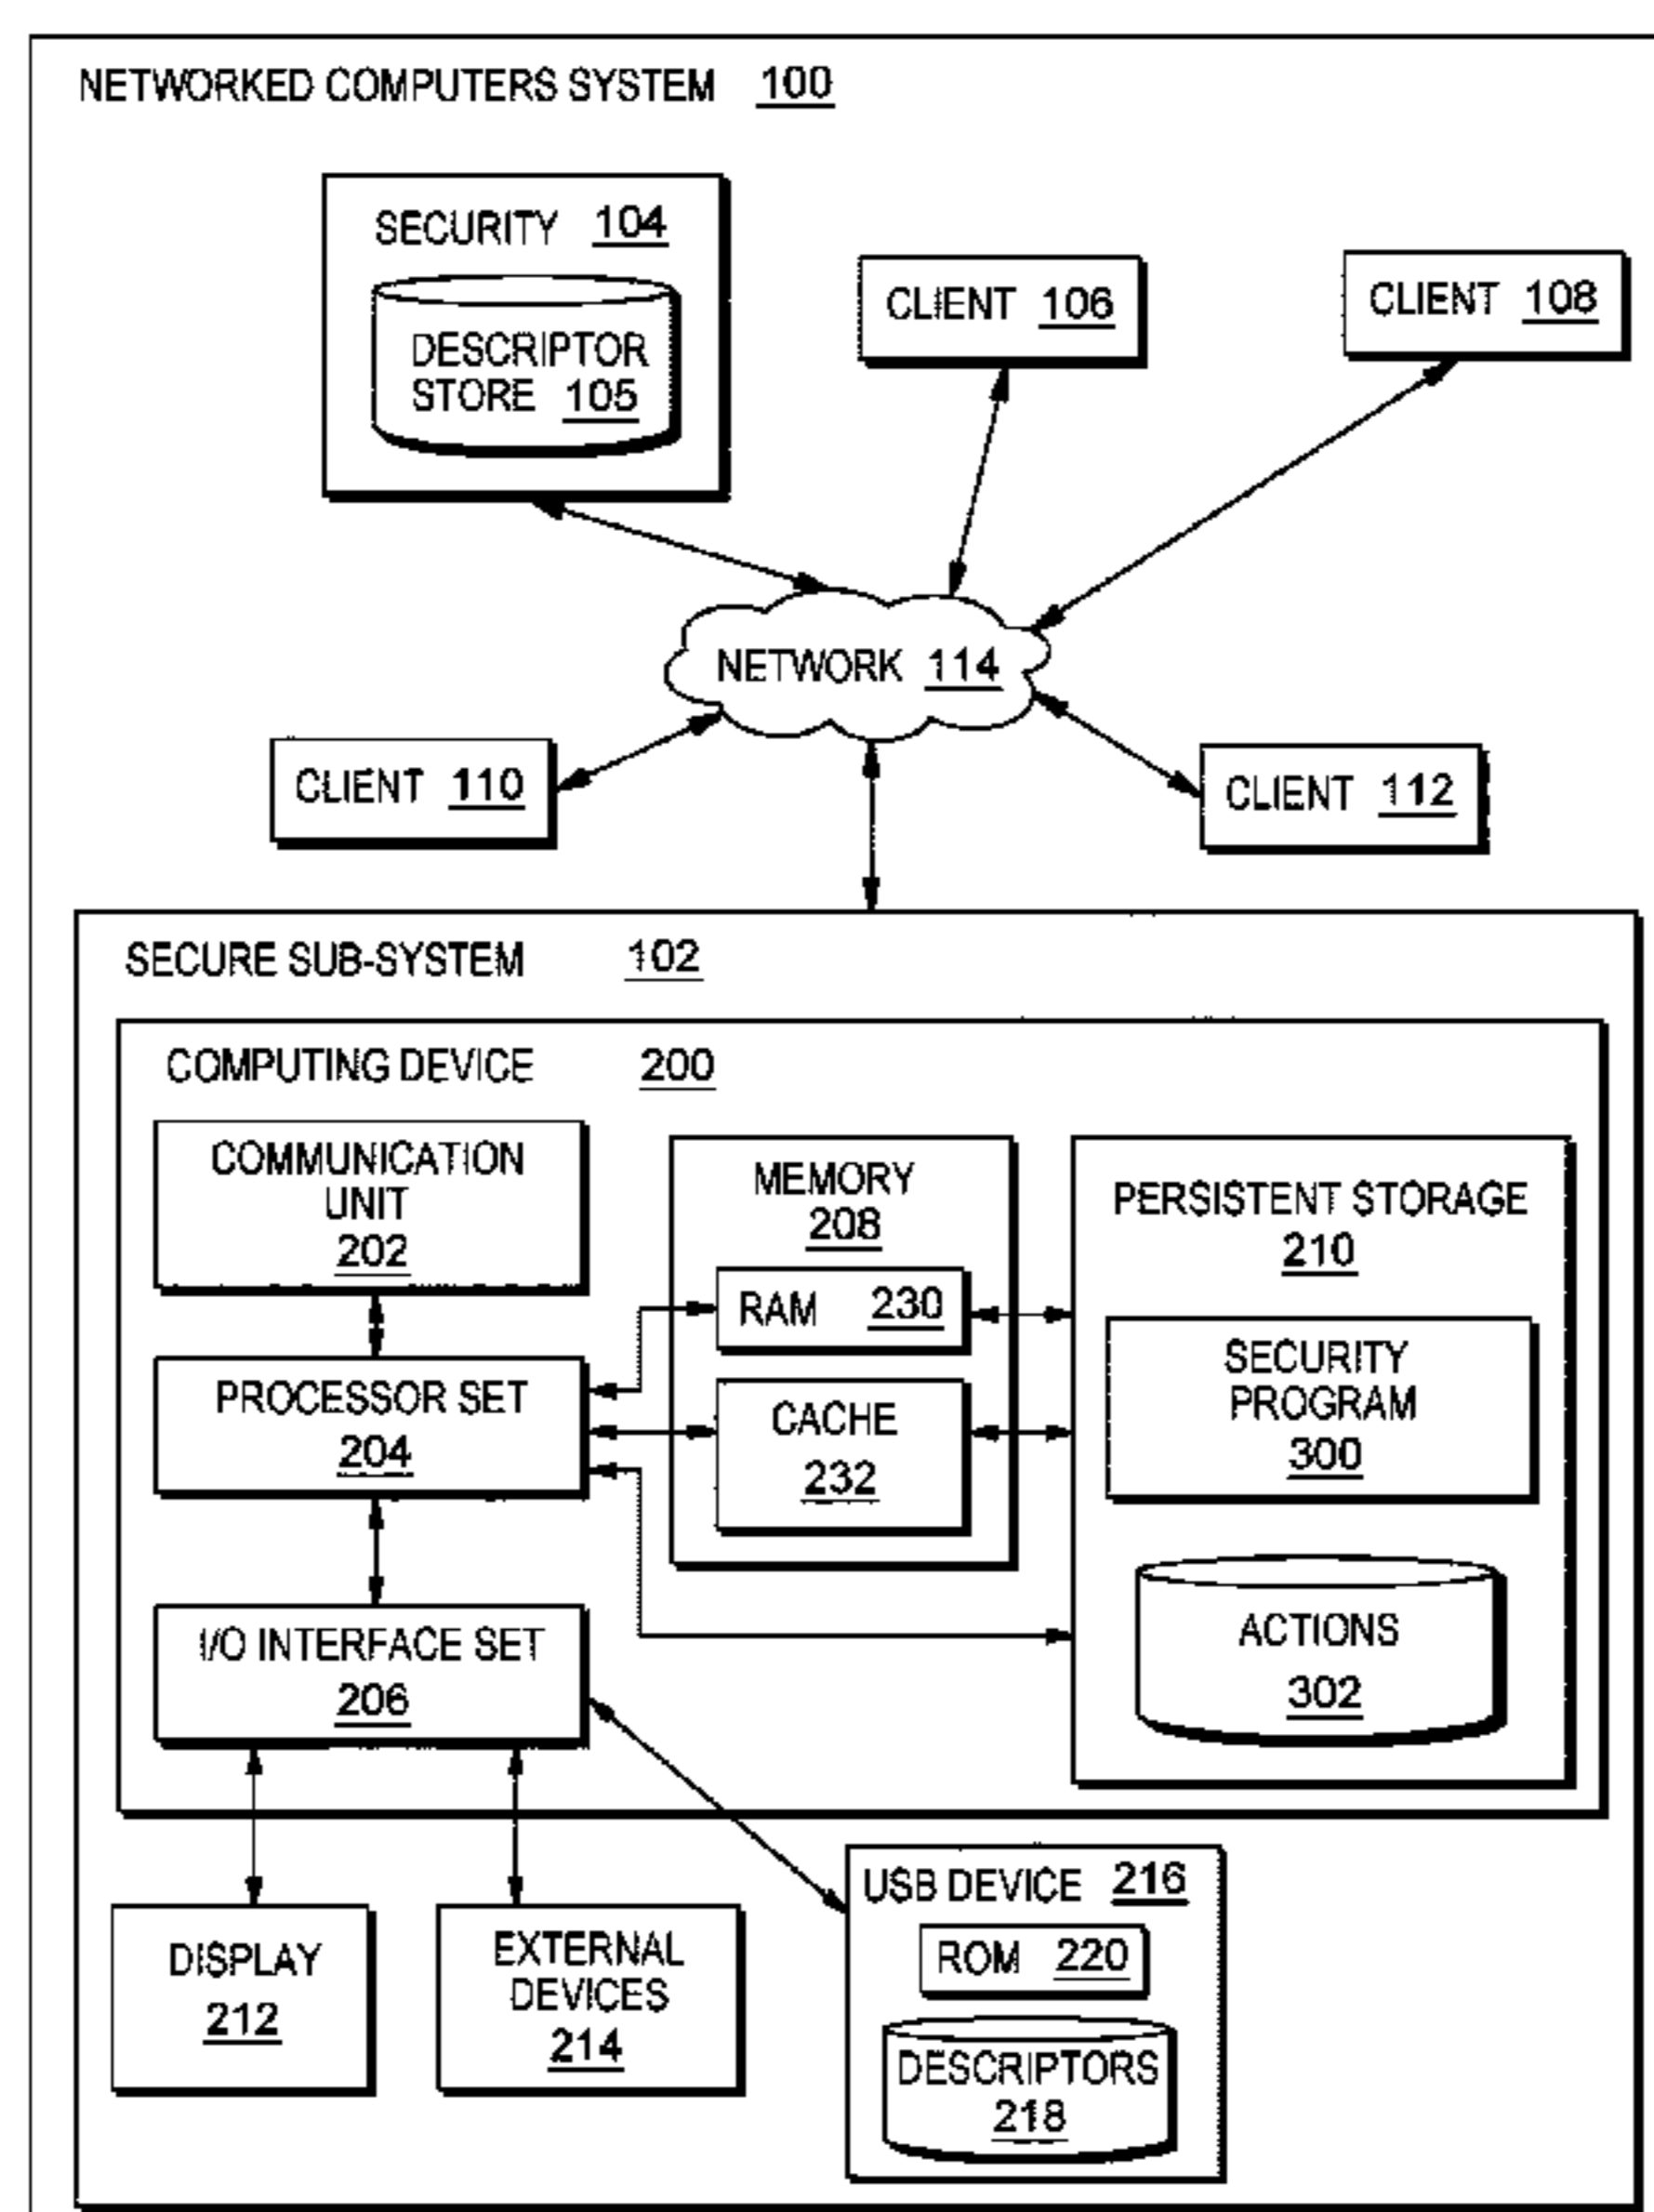 NETWORKED COMPUTERS SYSTEM 100
SECURITY 104
DESCRIPTOR
STORE 105
CLIENT 106
CLIENT 108
NETWORK 114
CLIENT 110
CLIENT 112
SECURE SUB-SYSTEM 102
COMPUTING DEVICE 200
COMMUNICATION
UNIT
202
MEMORY
208
RAM 230
CACHE
232
PERSISTENT STORAGE
210
SECURITY
PROGRAM
300
ACTIONS
302
PROCESSOR SET
204
I/O INTERFACE SET
206
DISPLAY
212
EXTERNAL
DEVICES
214
USB DEVICE 216
ROM 220
DESCRIPTORS
218